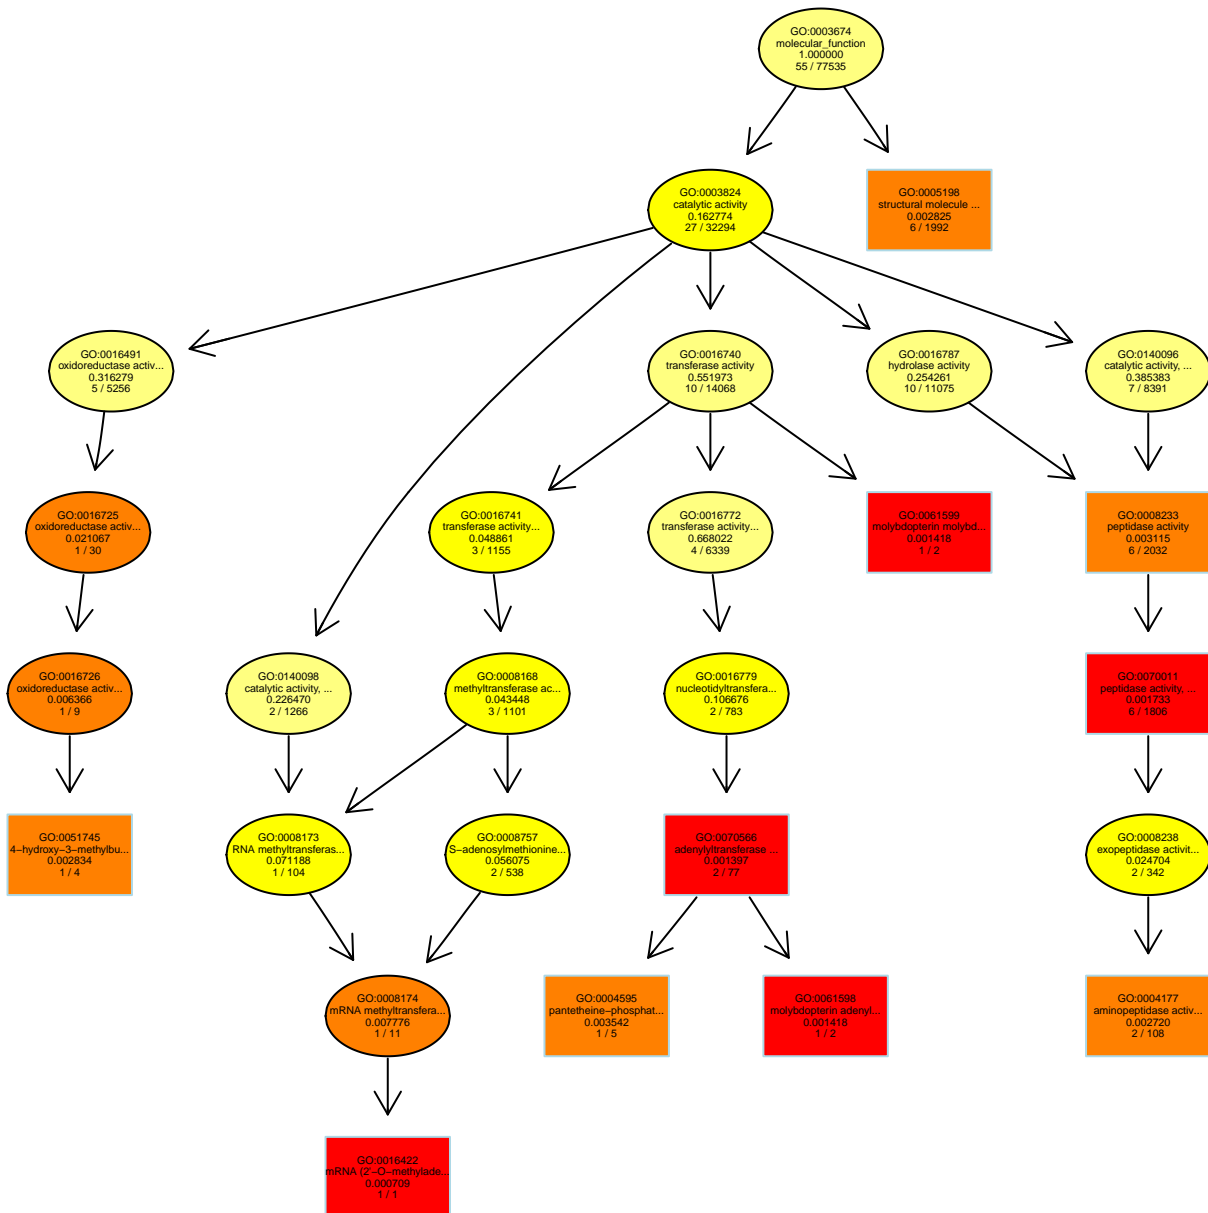 GO:0003674
molecular_function
1.000000
55 / 77535
GO:0003824
catalytic activity
0.162774
27 / 32294
GO:0005198
structural molecule ...
0.002825
6 / 1992
GO:0016491
oxidoreductase activ...
0.316279
5 / 5256
GO:0016740
transferase activity
0.551973
10 / 14068
GO:0016787
hydrolase activity
0.254261
10 / 11075
GO:0140096
catalytic activity, ...
0.385383
7 / 8391
GO:0016725
oxidoreductase activ...
0.021067
1 / 30
GO:0016741
transferase activity...
0.048861
3 / 1155
GO:0016772
transferase activity...
0.668022
4 / 6339
GO:0061599
molybdopterin molybd...
0.001418
1 / 2
GO:0008233
peptidase activity
0.003115
6 / 2032
GO:0016726
oxidoreductase activ...
0.006366
1 / 9
GO:0140098
catalytic activity, ...
0.226470
2 / 1266
GO:0008168
methyltransferase ac...
0.043448
3 / 1101
GO:0016779
nucleotidyltransfera...
0.106676
2 / 783
GO:0070011
peptidase activity, ...
0.001733
6 / 1806
GO:0051745
4−hydroxy−3−methylbu...
0.002834
1 / 4
GO:0008173
RNA methyltransferas...
0.071188
1 / 104
GO:0008757
S−adenosylmethionine...
0.056075
2 / 538
GO:0070566
adenylyltransferase ...
0.001397
2 / 77
GO:0008238
exopeptidase activit...
0.024704
2 / 342
GO:0008174
mRNA methyltransfera...
0.007776
1 / 11
GO:0004595
pantetheine−phosphat...
0.003542
1 / 5
GO:0061598
molybdopterin adenyl...
0.001418
1 / 2
GO:0004177
aminopeptidase activ...
0.002720
2 / 108
GO:0016422
mRNA (2'−O−methylade...
0.000709
1 / 1